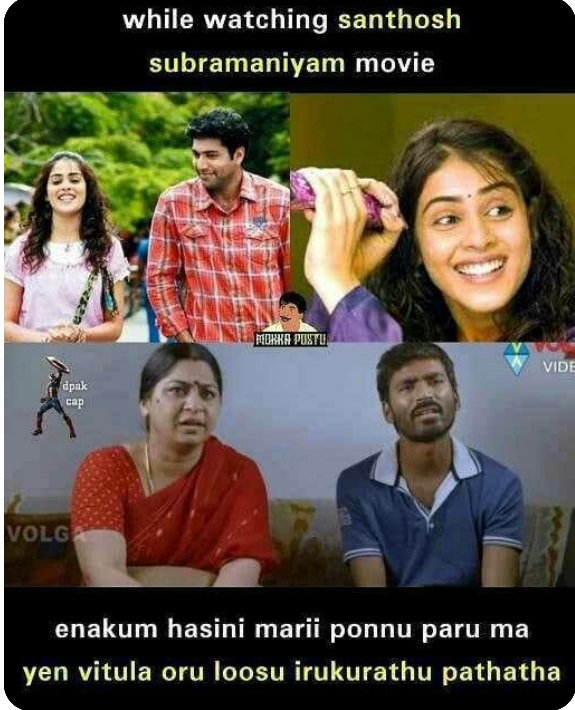 while watching santhosh
subramaniyam movie
MOKKA POSTU
dpak
cap
VIDE
VOLGA
enakum hasini marii ponnu paru ma
yen vitula oru loosu irukurathu pathatha